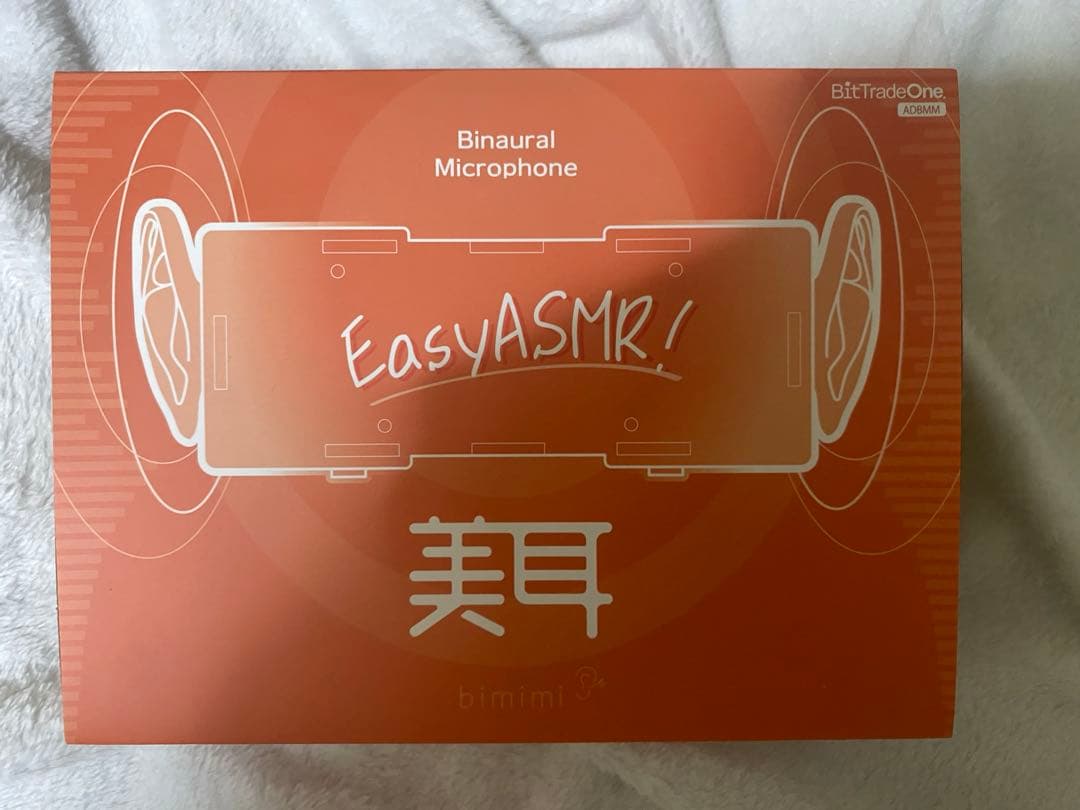 BitTradeOne.
ADBMM
Binaural
Microphone
EasyASMR!
美耳
bimimi